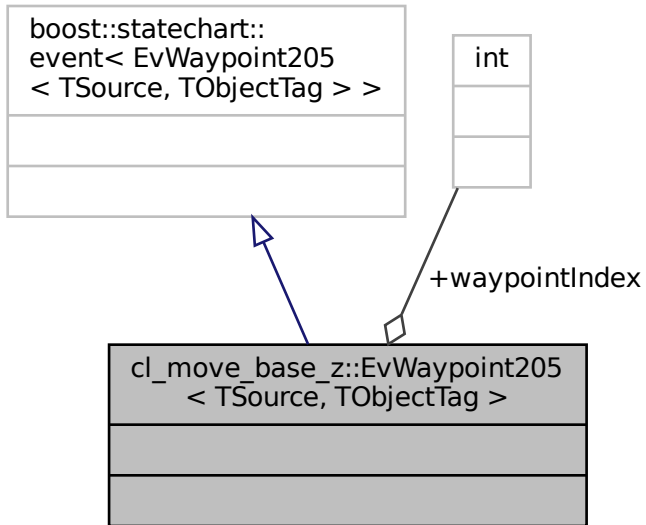 boost::statechart::
event< EvWaypoint205
< TSource, TObjectTag > >
int
+waypointIndex
cl_move_base_z::EvWaypoint205
< TSource, TObjectTag >